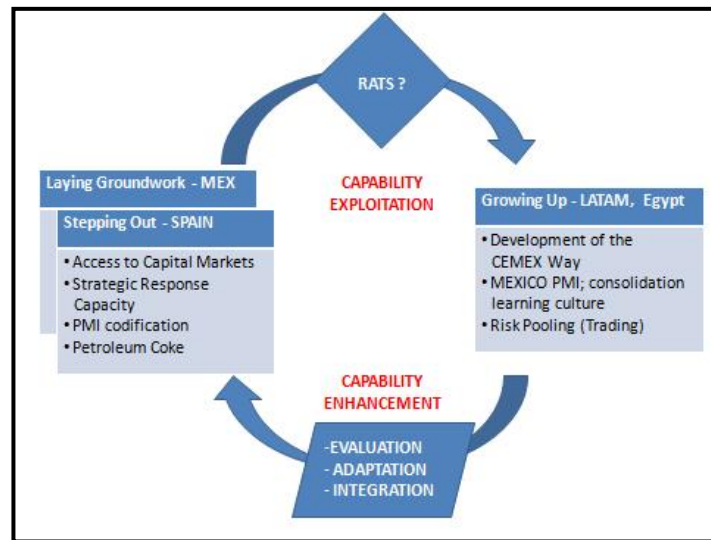 RATS ?
Laying Groundwork - MEX
Stepping Out - SPAIN
• Access to Capital Markets
• Strategic Response
Capacity
• PMI codification
• Petroleum Coke
CAPABILITY
EXPLOITATION
Growing Up - LATAM, Egypt
• Development of the
CEMEX Way
• MEXICO PMI; consolidation
learning culture
• Risk Pooling (Trading)
CAPABILITY
ENHANCEMENT
-EVALUATION
- ADAPTATION
- INTEGRATION